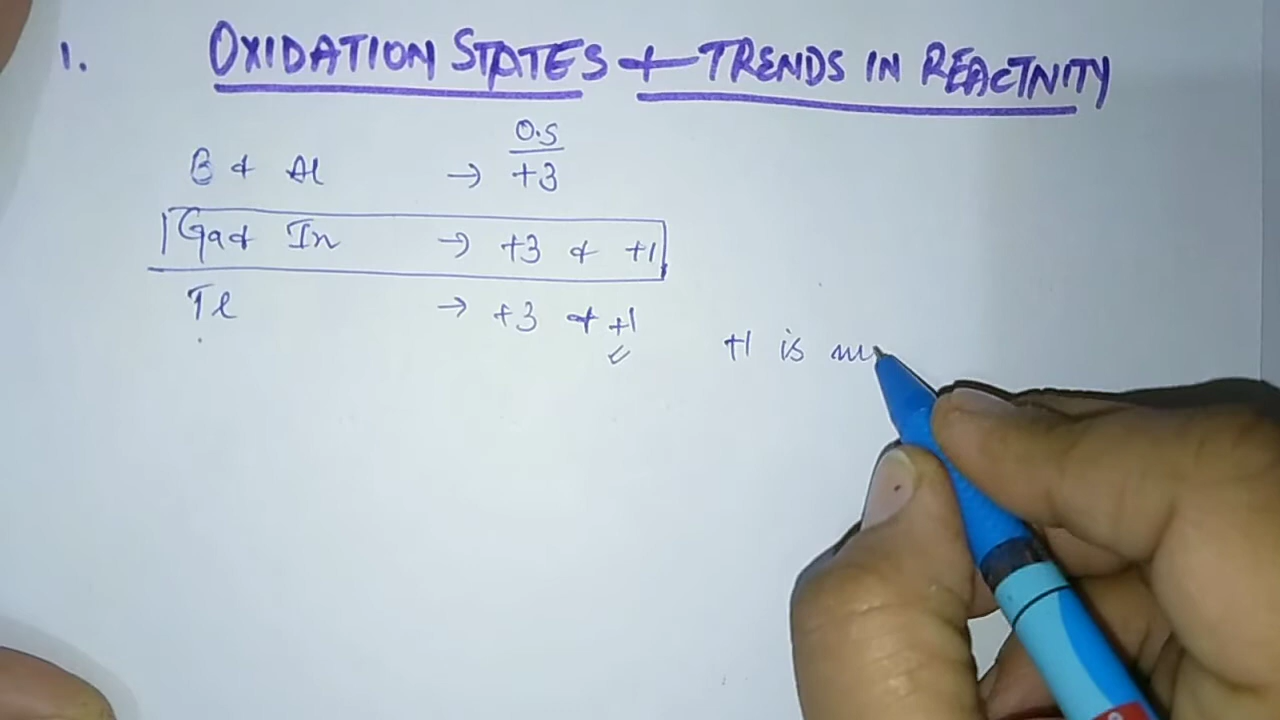 1. OXIDATION STATES + TRENDS IN REACTIVITY
O.S
B & Al → +3
Ga & In → +3 & +1
Tl → +3 & +1
+1 is